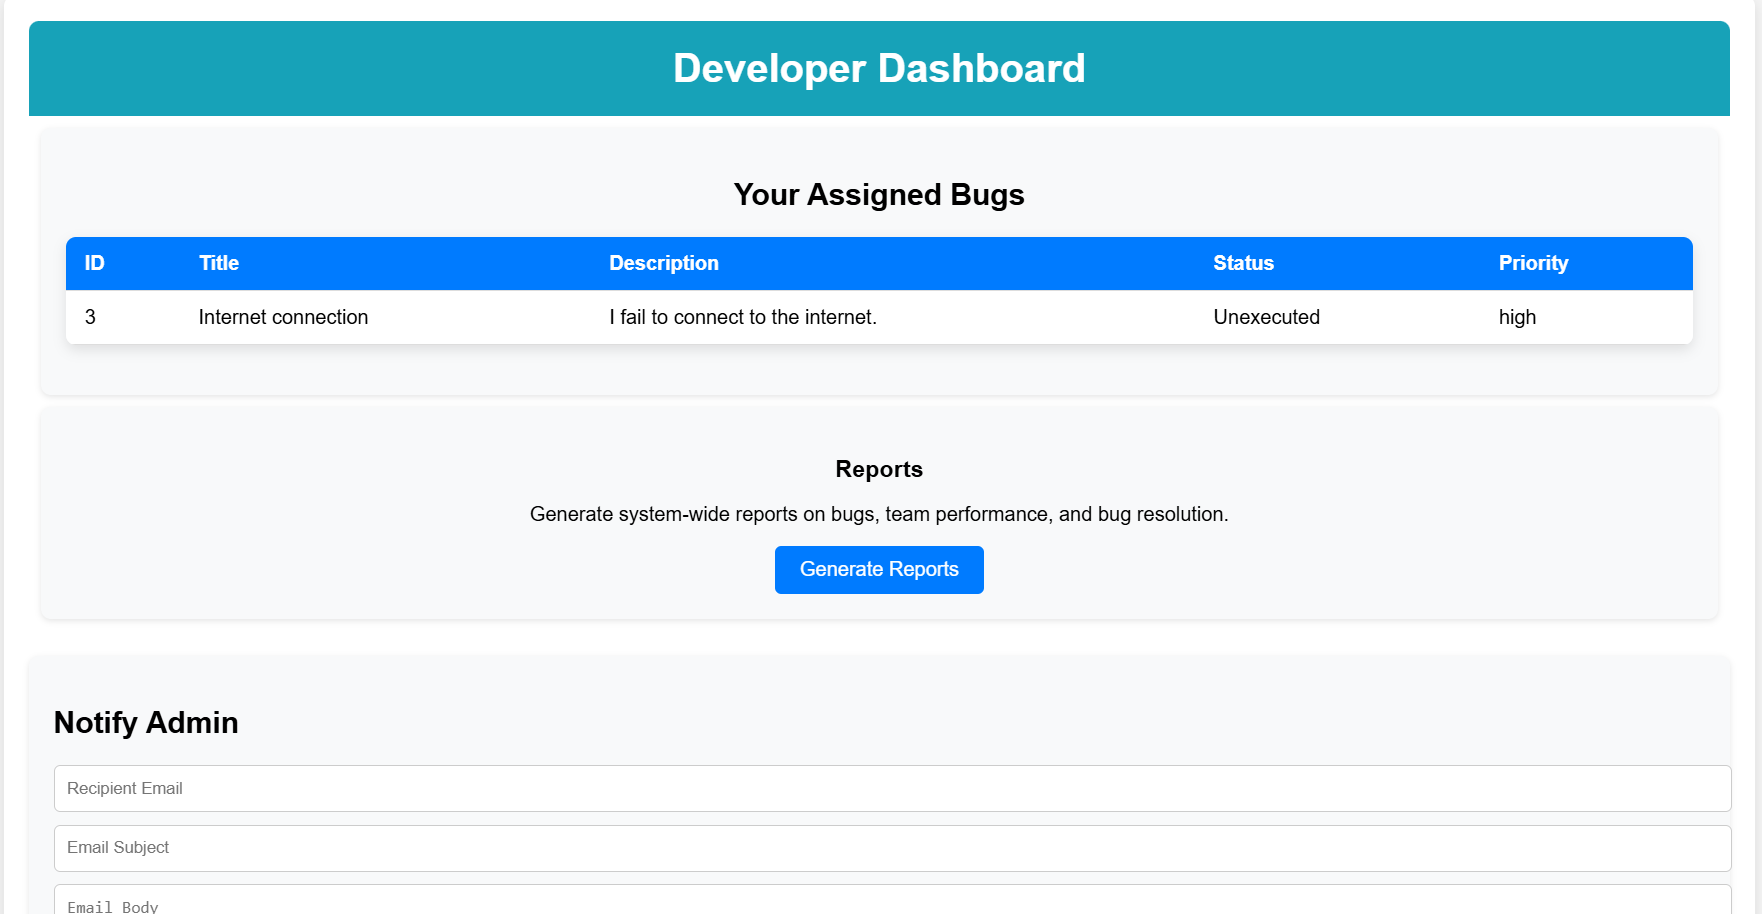 Developer Dashboard
Your Assigned Bugs
ID Title Description Status Priority
3 Internet connection I fail to connect to the internet. Unexecuted high
Reports
Generate system-wide reports on bugs, team performance, and bug resolution.
Generate Reports
Notify Admin
Recipient Email
Email Subject
Email Body